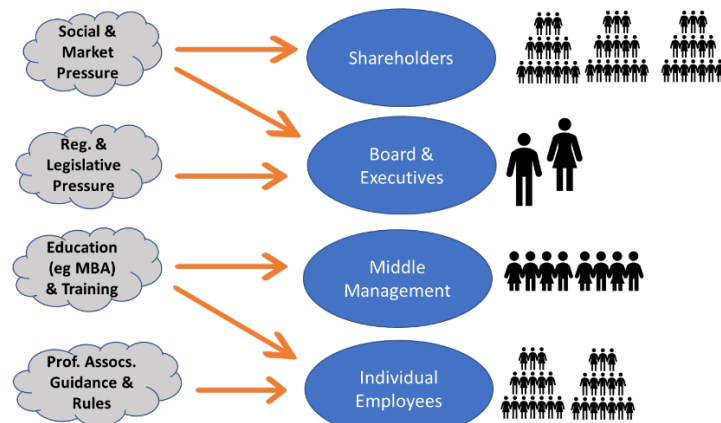 Social &
Market
Pressure
Shareholders
Reg. &
Legislative
Pressure
Board &
Executives
Education
(eg MBA)
& Training
Middle
Management
Prof. Assocs.
Guidance &
Rules
Individual
Employees